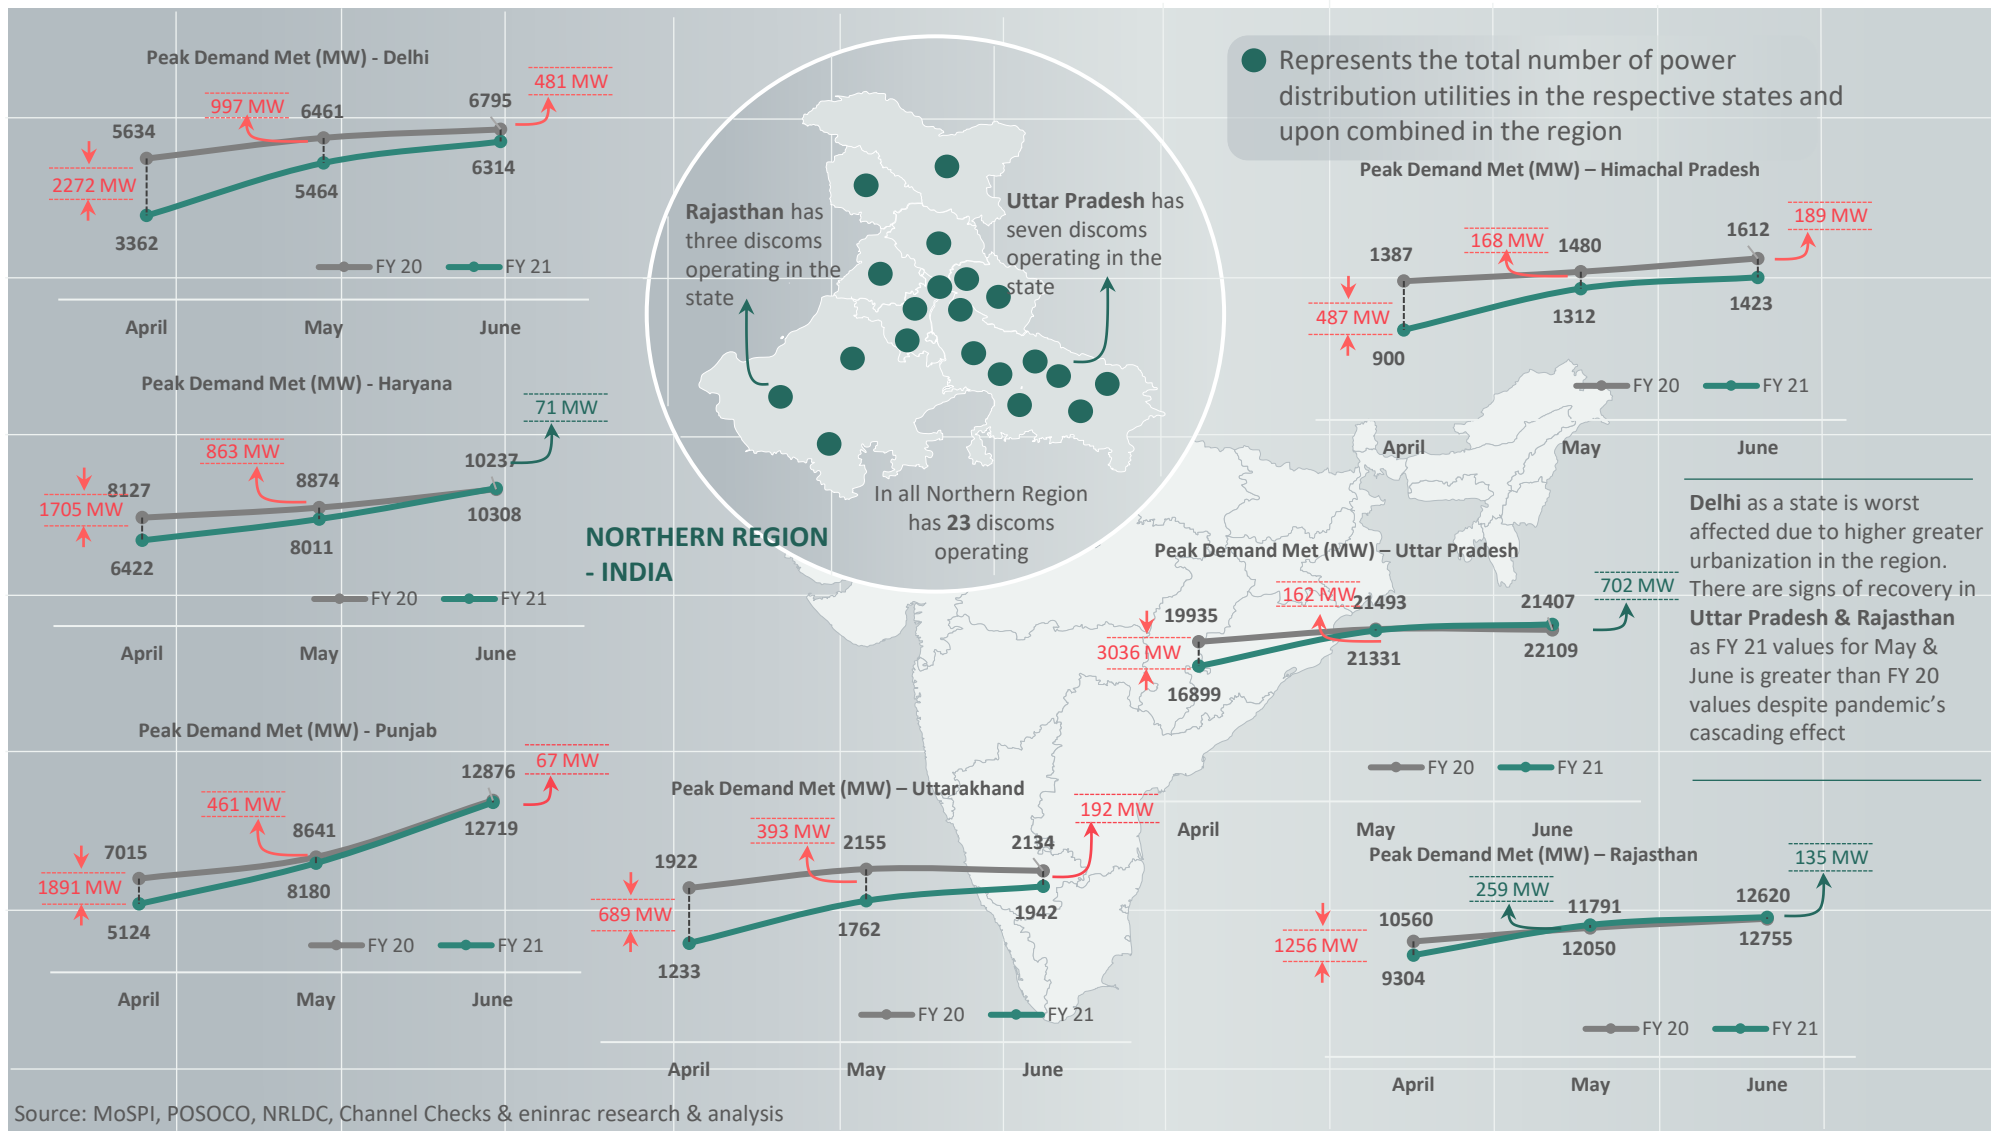 Peak Demand Met (MW) - Delhi
481 MW
997 MW
6461
6795
5634
2272 MW
5464
6314
3362
FY 20
FY 21
April
May
June
Peak Demand Met (MW) - Haryana
71 MW
863 MW
8874
10237
8127
1705 MW
10308
8011
6422
FY 20
FY 21
April
May
June
Peak Demand Met (MW) - Punjab
67 MW
12876
461 MW
8641
12719
7015
1891 MW
8180
5124
FY 20
FY 21
April
May
June
Rajasthan has
three discoms
operating in the
state
Uttar Pradesh has
seven discoms
operating in the
state
In all Northern Region
has 23 discoms
operating
NORTHERN REGION
- INDIA
Peak Demand Met (MW) – Uttarakhand
192 MW
393 MW
2155
2134
1922
689 MW
1942
1762
1233
FY 20
FY 21
April
May
June
Represents the total number of power
distribution utilities in the respective states and
upon combined in the region
Peak Demand Met (MW) – Himachal Pradesh
189 MW
168 MW
1480
1612
1387
487 MW
1312
1423
900
FY 20
FY 21
April
May
June
Delhi as a state is worst
affected due to higher greater
urbanization in the region.
There are signs of recovery in
Uttar Pradesh & Rajasthan
as FY 21 values for May &
June is greater than FY 20
values despite pandemic's
cascading effect
Peak Demand Met (MW) – Uttar Pradesh
702 MW
162 MW
21493
21407
19935
3036 MW
21331
22109
16899
FY 20
FY 21
April
May
June
Peak Demand Met (MW) – Rajasthan
135 MW
259 MW
11791
12620
10560
1256 MW
12050
12755
9304
FY 20
FY 21
April
May
June
Source: MoSPI, POSOCO, NRLDC, Channel Checks & eninrac research & analysis